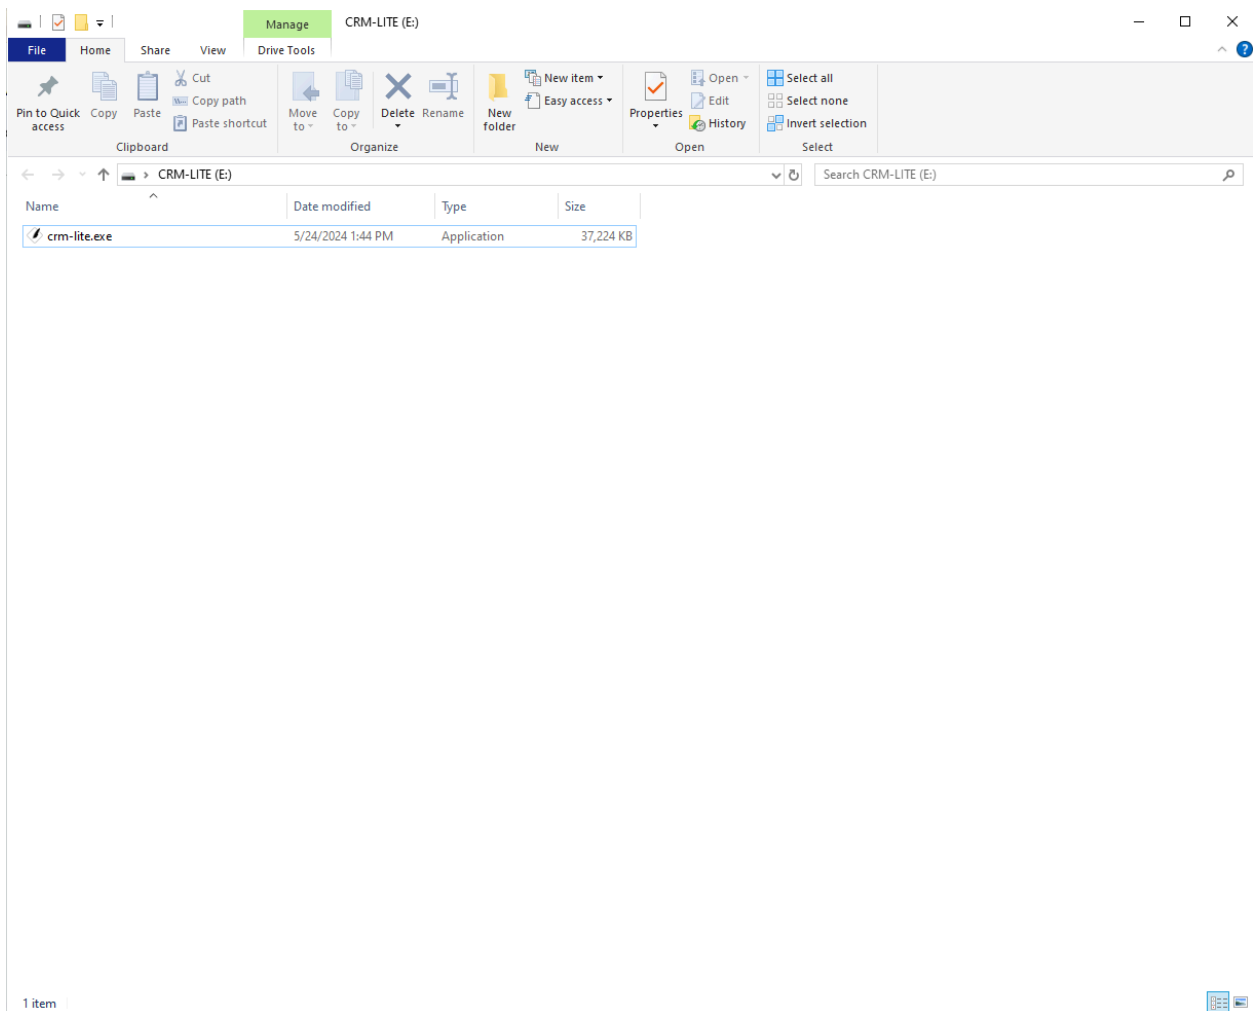 Manage CRM-LITE (E:)
File Home Share View Drive Tools
Pin to Quick access
Copy
Paste
Cut
Copy path
Paste shortcut
Clipboard
Move to
Copy to
Delete
Rename
Organize
New folder
New item
Easy access
New
Properties
Open
Edit
History
Open
Select all
Select none
Invert selection
Select
CRM-LITE (E:)
Search CRM-LITE (E:)
Name Date modified Type Size
crm-lite.exe 5/24/2024 1:44 PM Application 37,224 KB
1 item